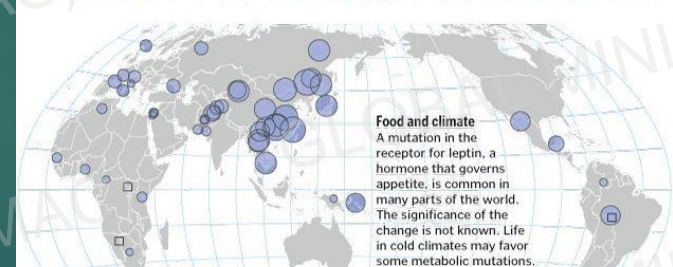 Food and climate
A mutation in the
receptor for leptin, a
hormone that governs
appetite, is common in
many parts of the world.
The significance of the
change is not known. Life
in cold climates may favor
some metabolic mutations.
GLOBAL MINI